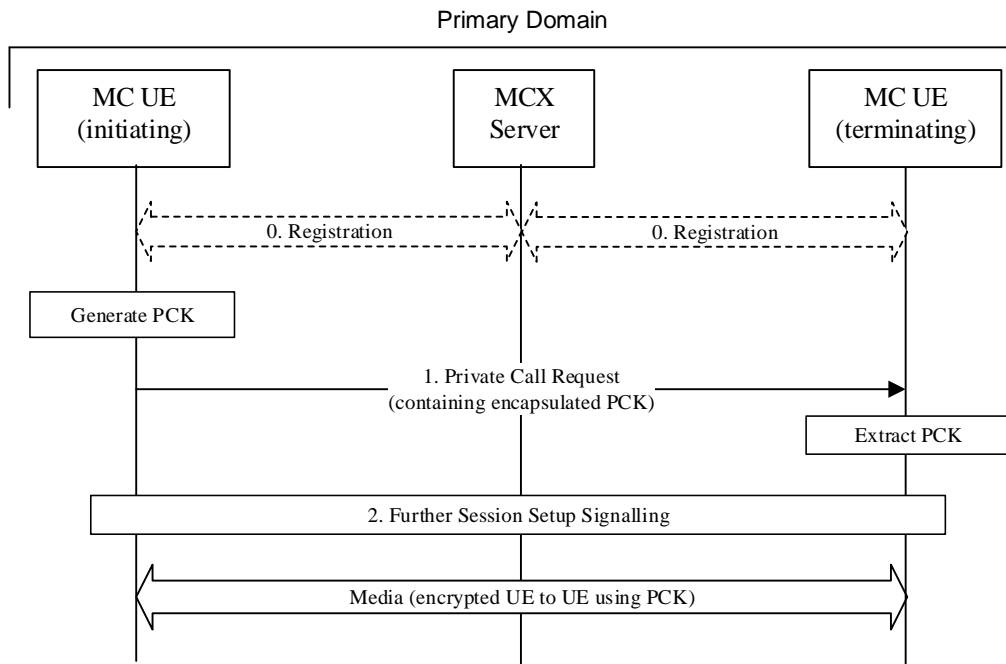 Primary Domain
MC UE
(initiating)
MCX
Server
MC UE
(terminating)
0. Registration
0. Registration
Generate PCK
1. Private Call Request
(containing encapsulated PCK)
Extract PCK
2. Further Session Setup Signalling
Media (encrypted UE to UE using PCK)